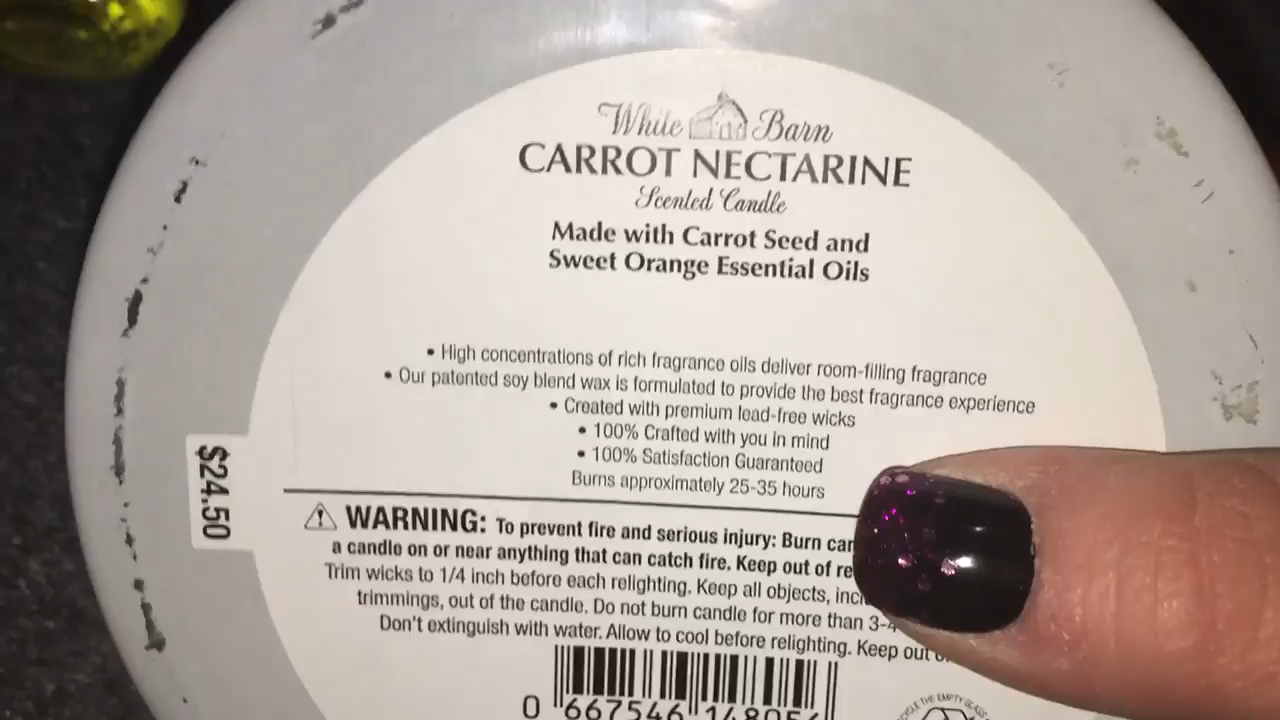 White Barn
CARROT NECTARINE
Scented Candle
Made with Carrot Seed and
Sweet Orange Essential Oils
• High concentrations of rich fragrance oils deliver room-filling fragrance
• Our patented soy blend wax is formulated to provide the best fragrance experience
• Created with premium lead-free wicks
• 100% Crafted with you in mind
• 100% Satisfaction Guaranteed
Burns approximately 25-35 hours
$24.50
WARNING: To prevent fire and serious injury: Burn
a candle on or near anything that can catch fire. Keep out of
Trim wicks to 1/4 inch before each relighting. Keep all objects,
trimmings, out of the candle. Do not burn candle for more than 3-4
Don't extinguish with water. Allow to cool before relighting. Keep out
0 667546 14805
THE EMPTY GLASS